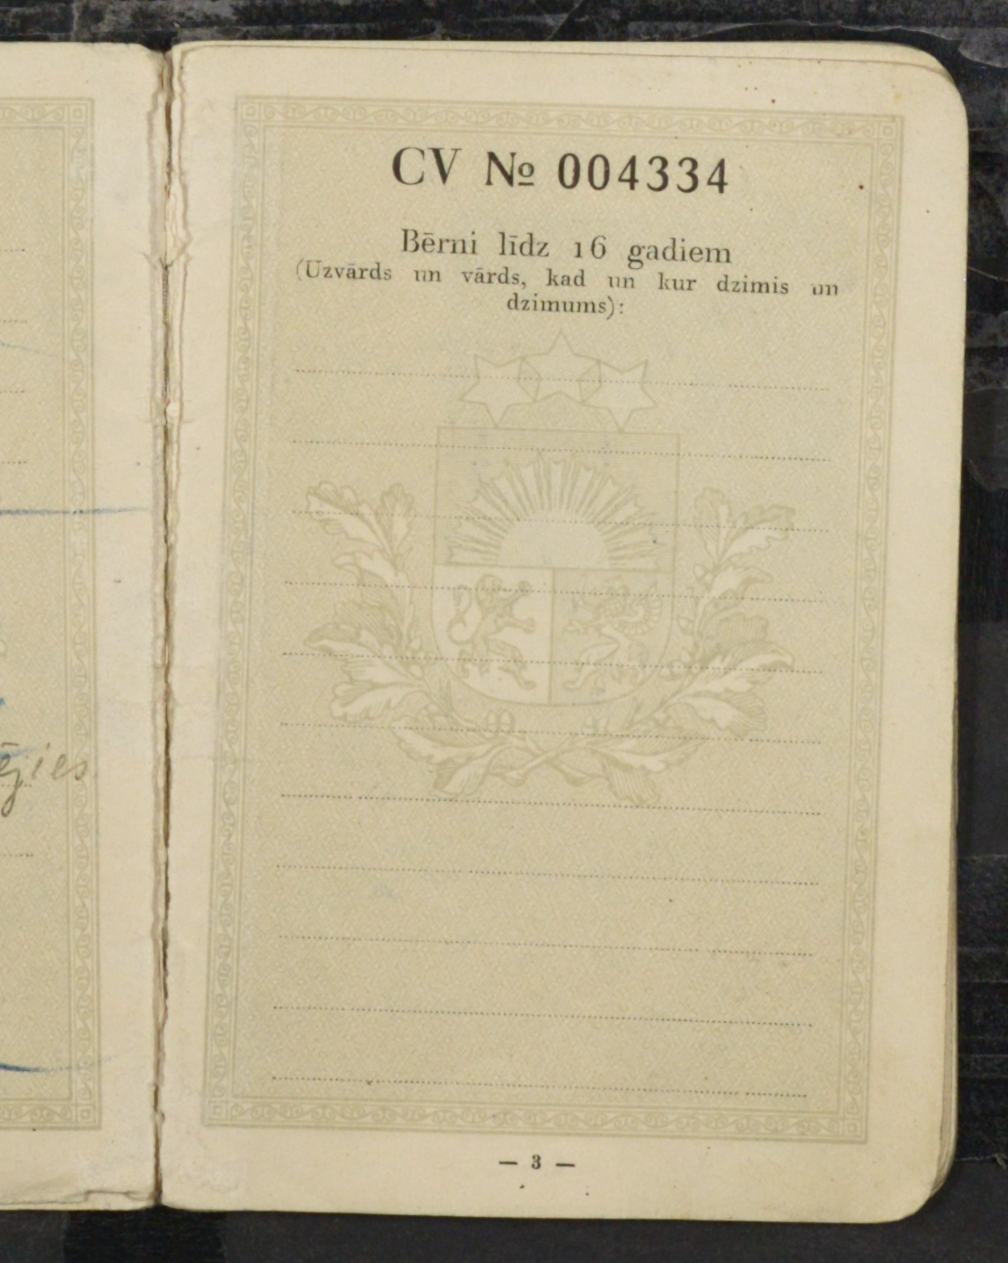 CV № 004334
Bērni līdz 16 gadiem
(Uzvārds un vārds, kad un kur dzimis un
dzimums):
— 3 —